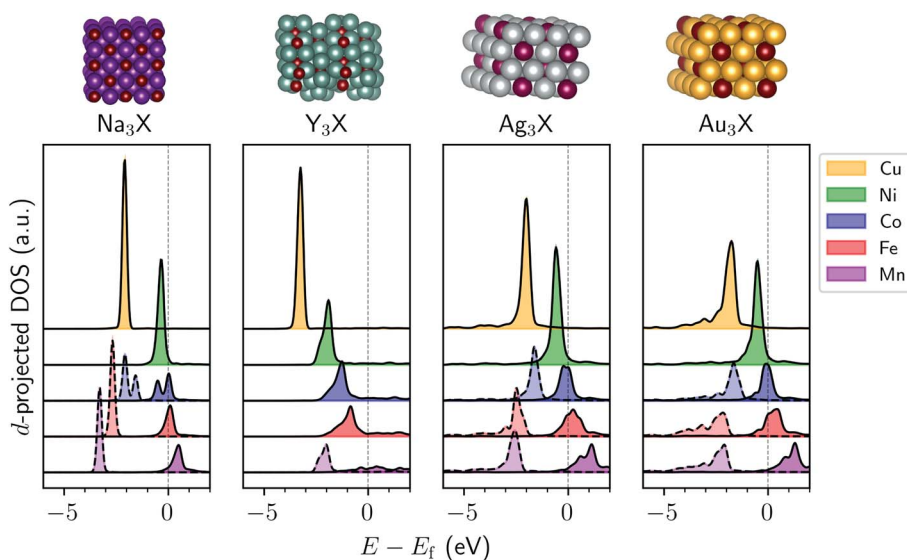 Na₃X Y₃X Ag₃X Au₃X
d-projected DOS (a.u.)
Cu
Ni
Co
Fe
Mn
−5 0 −5 0 −5 0 −5 0
E − E_f (eV)